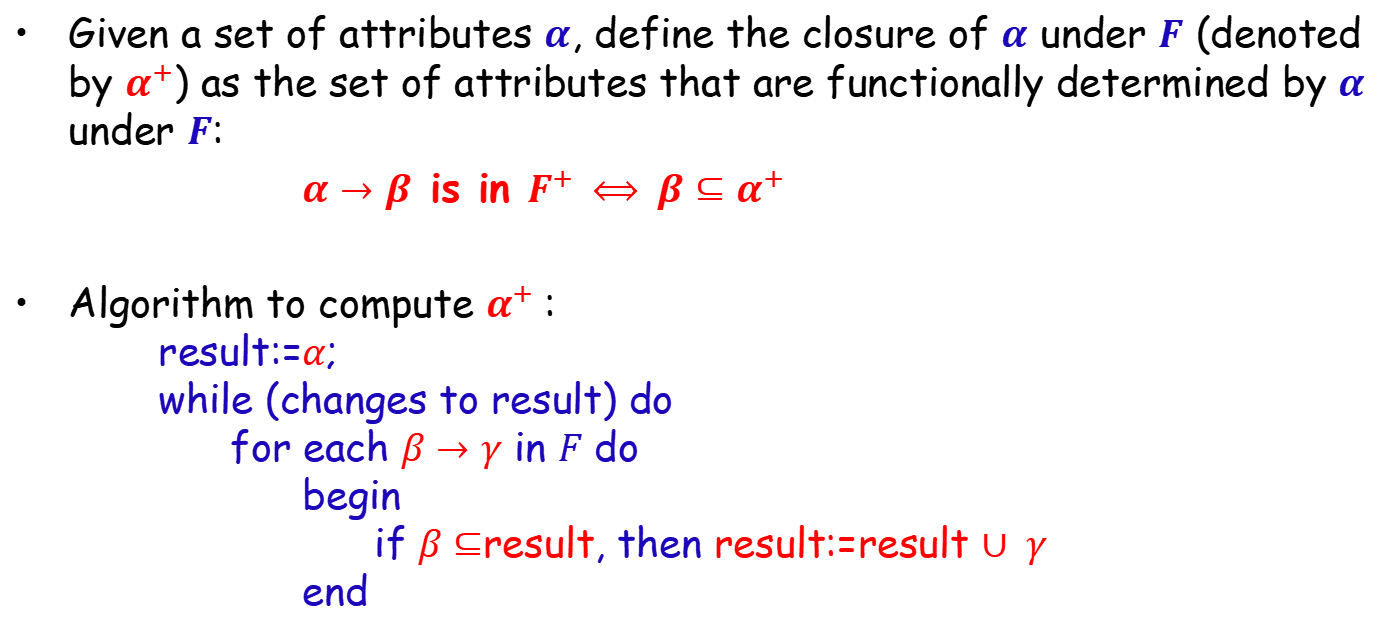 • Given a set of attributes α, define the closure of α under F (denoted
by α⁺) as the set of attributes that are functionally determined by α
under F:
α → β is in F⁺ ⟺ β ⊆ α⁺
• Algorithm to compute α⁺ :
result:=α;
while (changes to result) do
for each β → γ in F do
begin
if β ⊆result, then result:=result ∪ γ
end